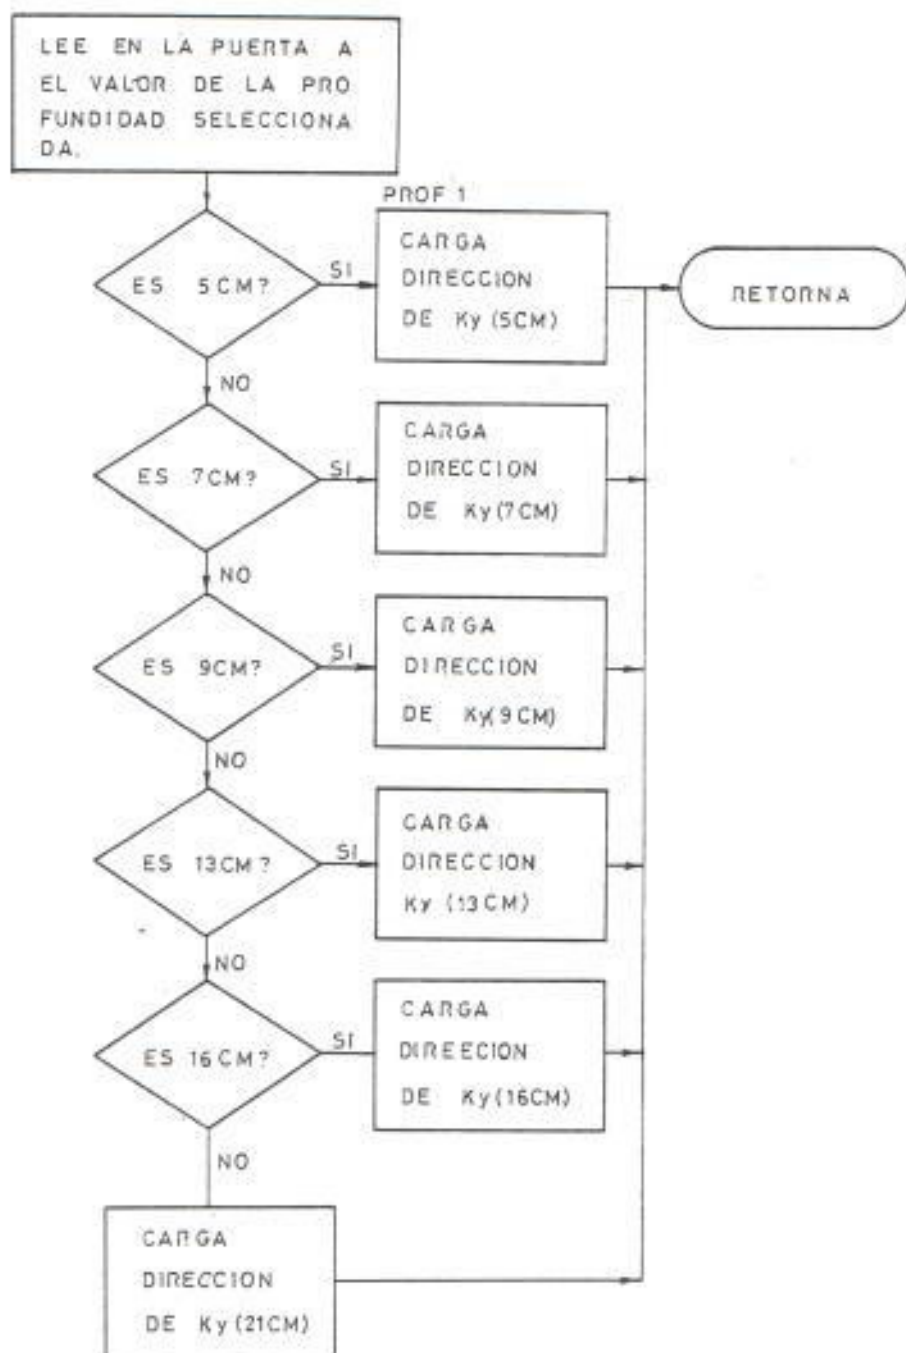 LEE EN LA PUERTA A
EL VALOR DE LA PRO
FUNDIDAD SELECCIONA
DA.
PROF 1
ES 5CM?
SI
CARGA
DIRECCION
DE Ky (5CM)
RETORNA
NO
ES 7CM?
SI
CARGA
DIRECCION
DE Ky (7CM)
NO
ES 9CM?
SI
CARGA
DIRECCION
DE Ky(9CM)
NO
ES 13CM?
SI
CARGA
DIRECCION
Ky (13CM)
NO
ES 16CM?
SI
CARGA
DIREECION
DE Ky(16CM)
NO
CARGA
DIRECCION
DE Ky(21CM)